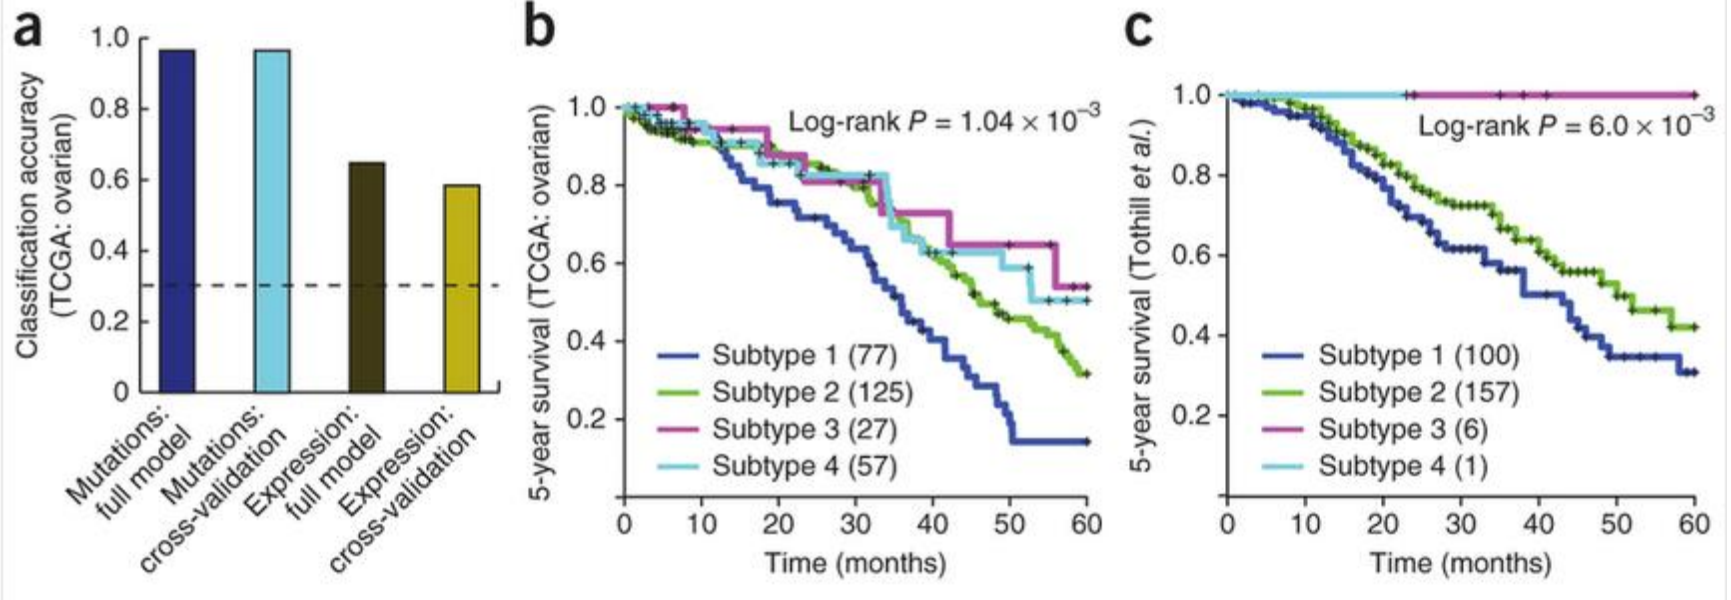 a
Classification accuracy
(TCGA: ovarian)
1.0
0.8
0.6
0.4
0.2
0
Mutations:
full model
Mutations:
cross-validation
Expression:
full model
Expression:
cross-validation
b
5-year survival (TCGA: ovarian)
1.0
0.8
0.6
0.4
0.2
Log-rank P = 1.04 × 10⁻³
Subtype 1 (77)
Subtype 2 (125)
Subtype 3 (27)
Subtype 4 (57)
0 10 20 30 40 50 60
Time (months)
c
5-year survival (Tothill et al.)
1.0
0.8
0.6
0.4
0.2
Log-rank P = 6.0 × 10⁻³
Subtype 1 (100)
Subtype 2 (157)
Subtype 3 (6)
Subtype 4 (1)
0 10 20 30 40 50 60
Time (months)